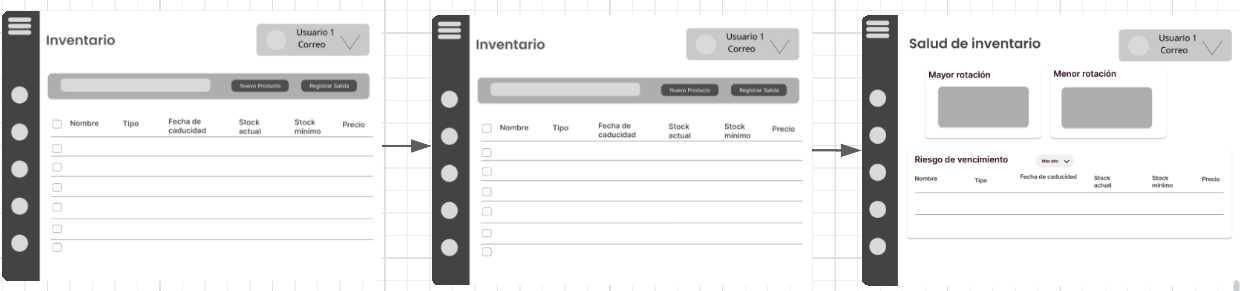 Inventario
Usuario 1
Correo
Nuevo Producto
Registrar Salida
Nombre
Tipo
Fecha de
caducidad
Stock
actual
Stock
mínimo
Precio
Inventario
Usuario 1
Correo
Nuevo Producto
Registrar Salida
Nombre
Tipo
Fecha de
caducidad
Stock
actual
Stock
mínimo
Precio
Salud de inventario
Usuario 1
Correo
Mayor rotación
Menor rotación
Riesgo de vencimiento
Más alto
Nombre
Tipo
Fecha de caducidad
Stock
actual
Stock
mínimo
Precio